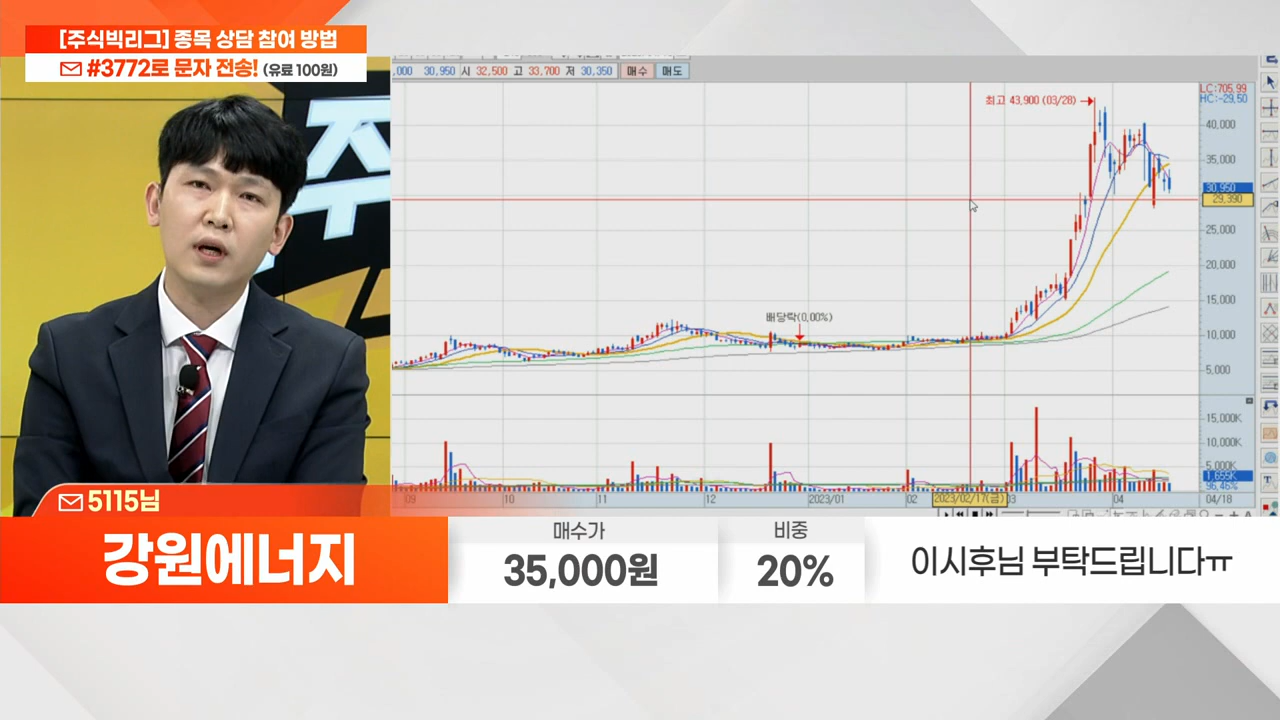 [주식빅리그] 종목 상담 참여 방법
#3772로 문자 전송! (유료 100원)
주
,000 30,950 시 32,500 고 33,700 저 30,350 매수 매도
최고 43,900 (03/28)
LC:705.99
HC:-29.50
40,000
35,000
30,950
29,390
25,000
20,000
15,000
10,000
5,000
배당락(0.00%)
15,000K
10,000K
5,000K
1,655K
96.46%
09 10 11 12 2023/01 02 2023/02/17(금) 03 04 04/18
5115님
강원에너지
매수가
35,000원
비중
20%
이시후님 부탁드립니다ㅠ